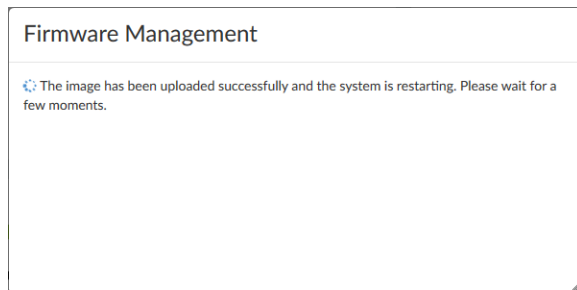 Firmware Management
The image has been uploaded successfully and the system is restarting. Please wait for a
few moments.